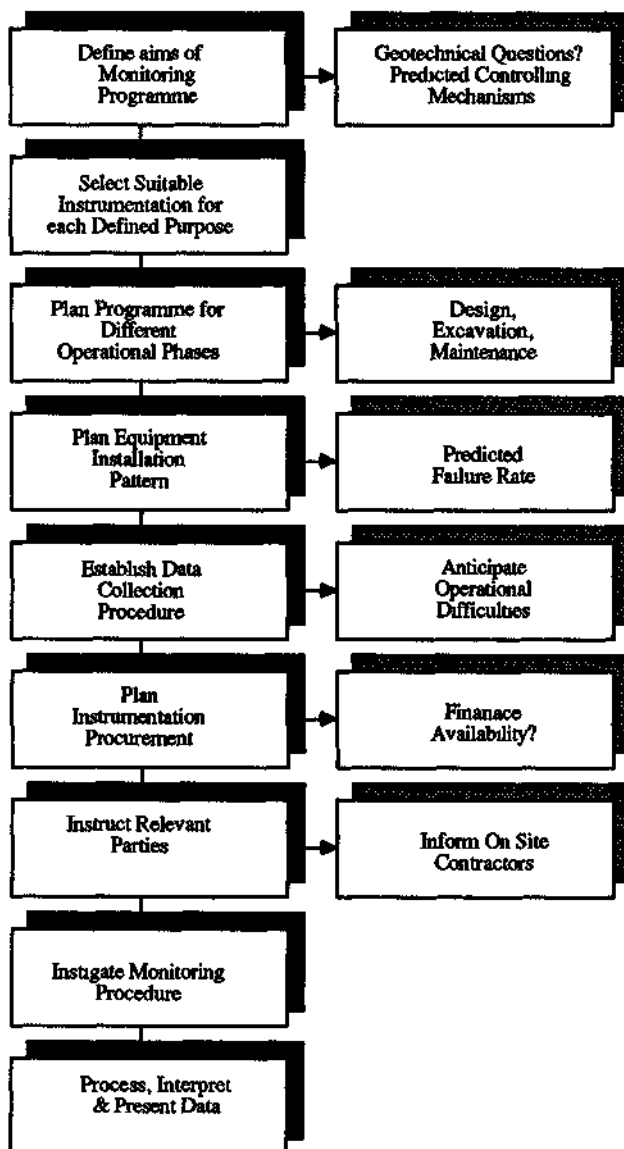 Define aims of
Monitoring
Programme
Geotechnical Questions?
Predicted Controlling
Mechanisms
Select Suitable
Instrumentation for
each Defined Purpose
Plan Programme for
Different
Operational Phases
Design,
Excavation,
Maintenance
Plan Equipment
Installation
Pattern
Predicted
Failure Rate
Establish Data
Collection
Procedure
Anticipate
Operational
Difficulties
Plan
Instrumentation
Procurement
Finanace
Availability?
Instruct Relevant
Parties
Inform On Site
Contractors
Instigate Monitoring
Procedure
Process, Interpret
& Present Data